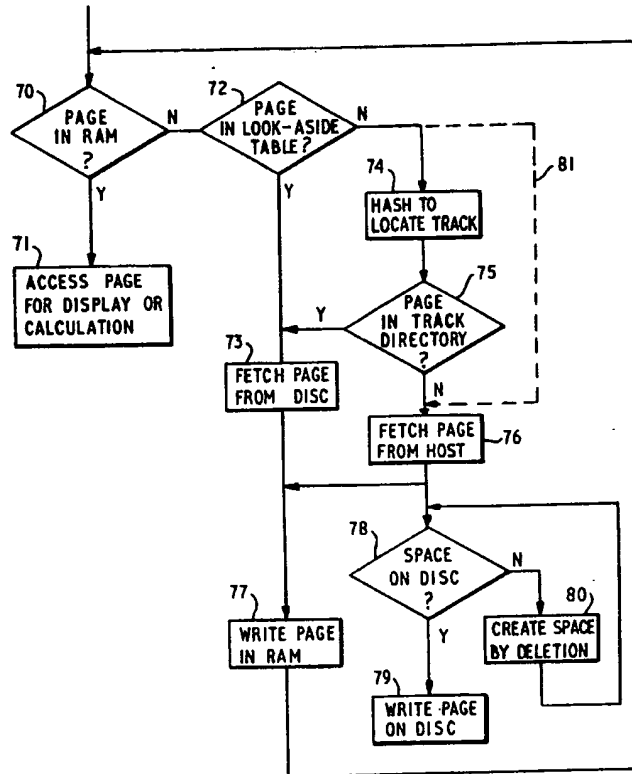 70
PAGE
IN RAM
?
N
Y
72
PAGE
IN LOOK-ASIDE
TABLE?
N
Y
81
74
HASH TO
LOCATE TRACK
71
ACCESS PAGE
FOR DISPLAY OR
CALCULATION
75
PAGE
IN TRACK
DIRECTORY
?
Y
N
73
FETCH PAGE
FROM DISC
FETCH PAGE
FROM HOST
76
78
SPACE
ON DISC
?
N
Y
77
WRITE PAGE
IN RAM
80
CREATE SPACE
BY DELETION
79
WRITE PAGE
ON DISC